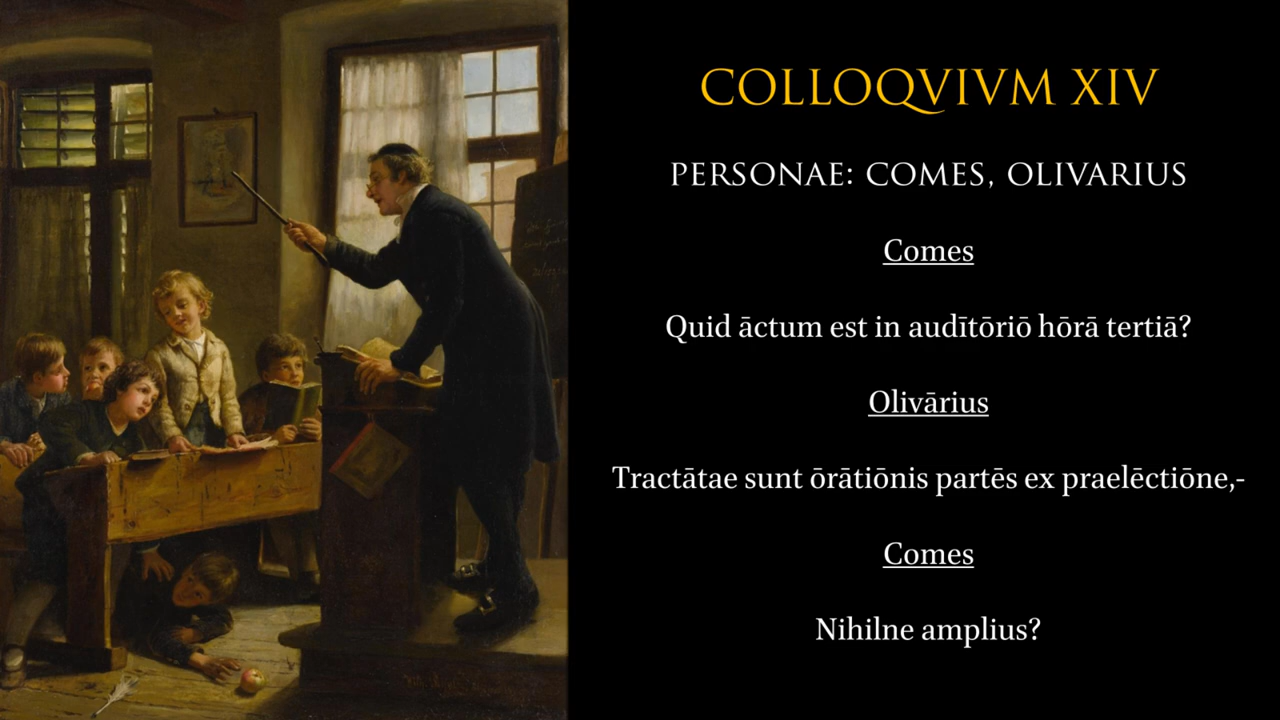 COLLOQVIVM XIV
PERSONAE: COMES, OLIVARIUS
Comes
Quid āctum est in audītōriō hōrā tertiā?
Olivārius
Tractātae sunt ōrātiōnis partēs ex praelēctiōne,-
Comes
Nihilne amplius?